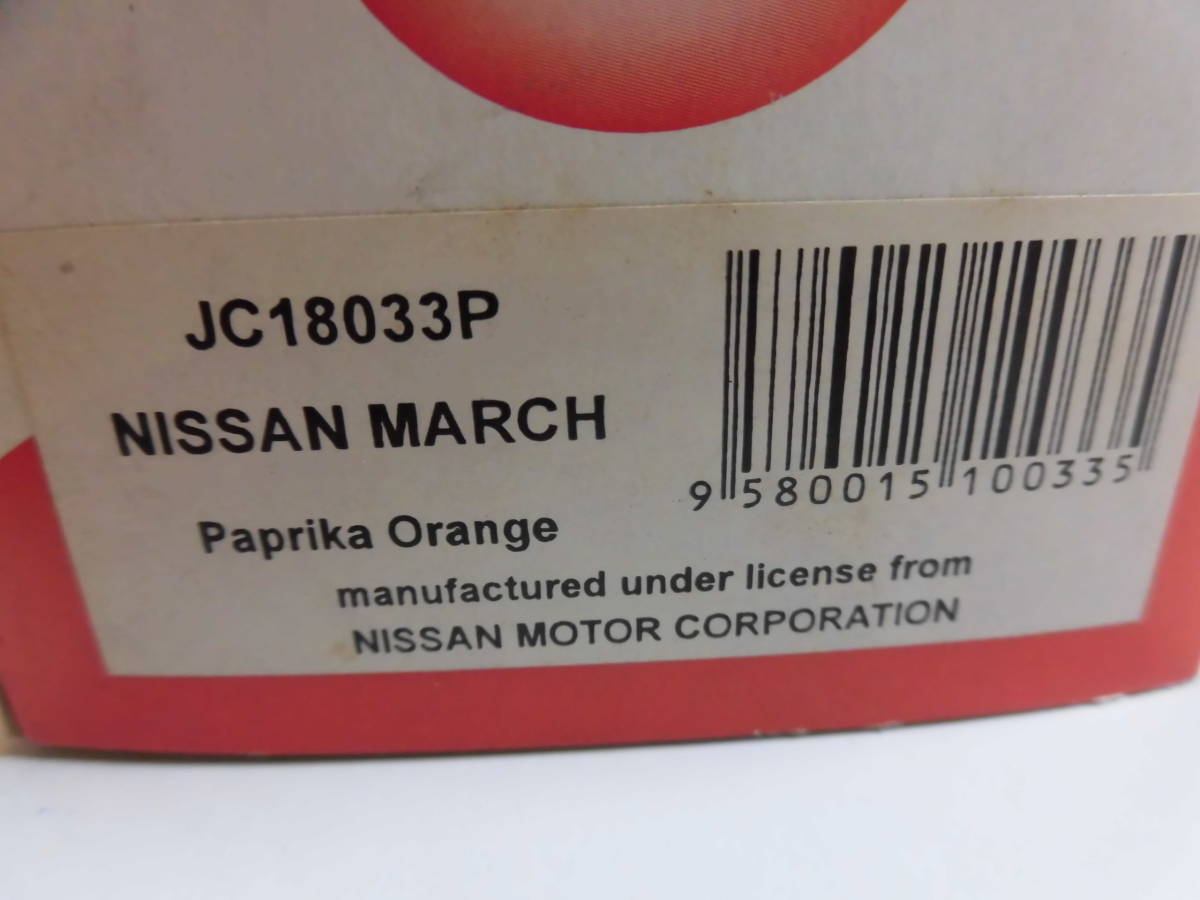 JC18033P
NISSAN MARCH
9 580015 100335
Paprika Orange
manufactured under license from
NISSAN MOTOR CORPORATION